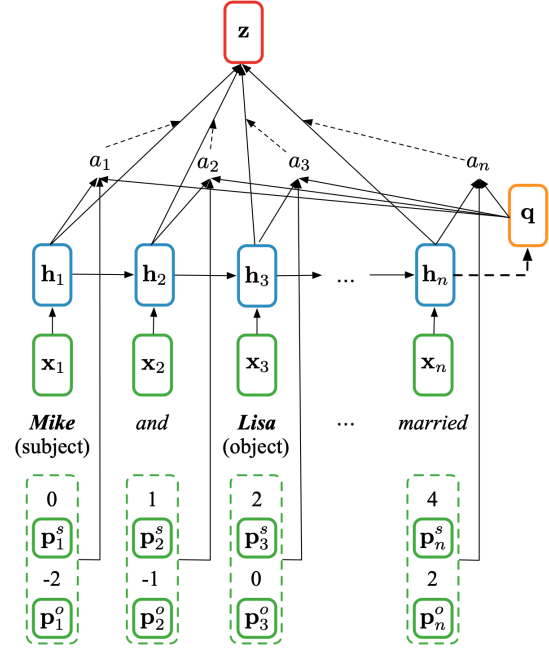 z
a₁ a₂ a₃ aₙ
q
h₁ h₂ h₃ ... hₙ
x₁ x₂ x₃ xₙ
Mike and Lisa ... married
(subject) (object)
0 1 2 4
p₁ˢ p₂ˢ p₃ˢ pₙˢ
-2 -1 0 2
p₁ᵒ p₂ᵒ p₃ᵒ pₙᵒ